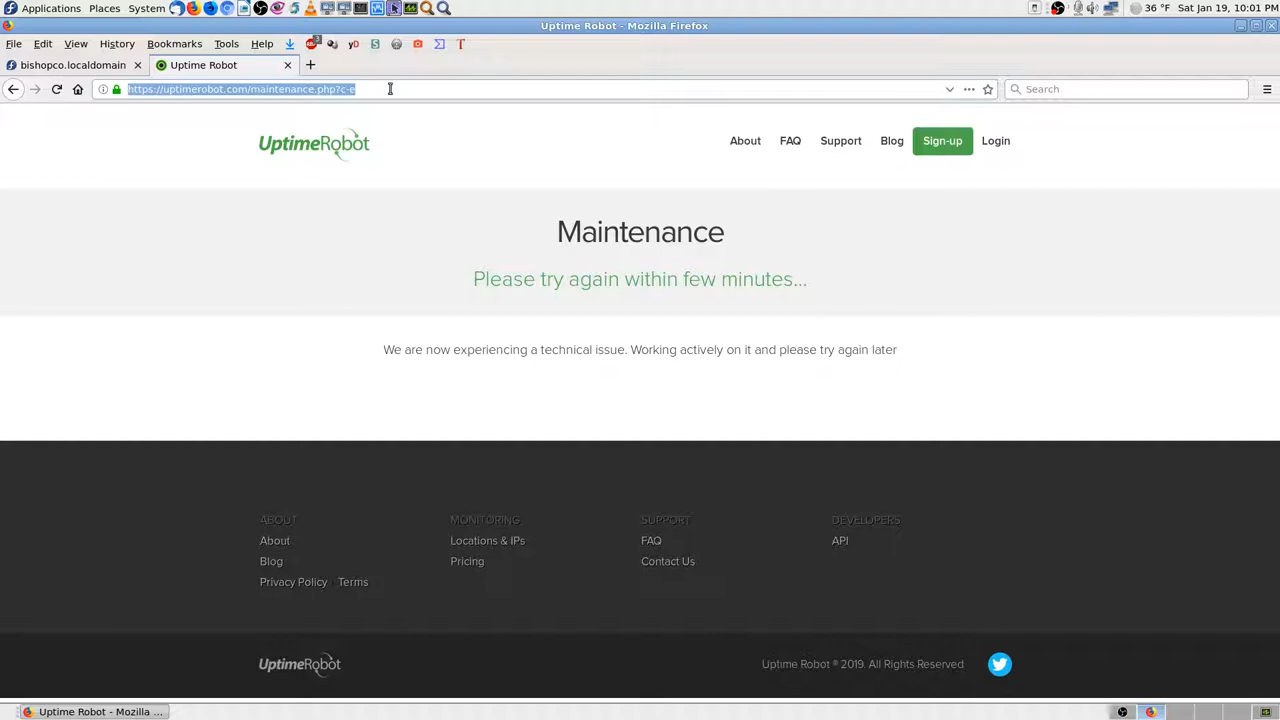 Applications Places System 36 °F Sat Jan 19, 10:01 PM
Uptime Robot - Mozilla Firefox
File Edit View History Bookmarks Tools Help 3 yD S T
bishopco.localdomain Uptime Robot
https://uptimerobot.com/maintenance.php?c-e Search
UptimeRobot About FAQ Support Blog Sign-up Login
Maintenance
Please try again within few minutes...
We are now experiencing a technical issue. Working actively on it and please try again later
ABOUT MONITORING SUPPORT DEVELOPERS
About Locations & IPs FAQ API
Blog Pricing Contact Us
Privacy Policy Terms
UptimeRobot Uptime Robot ® 2019. All Rights Reserved
Uptime Robot - Mozilla ...